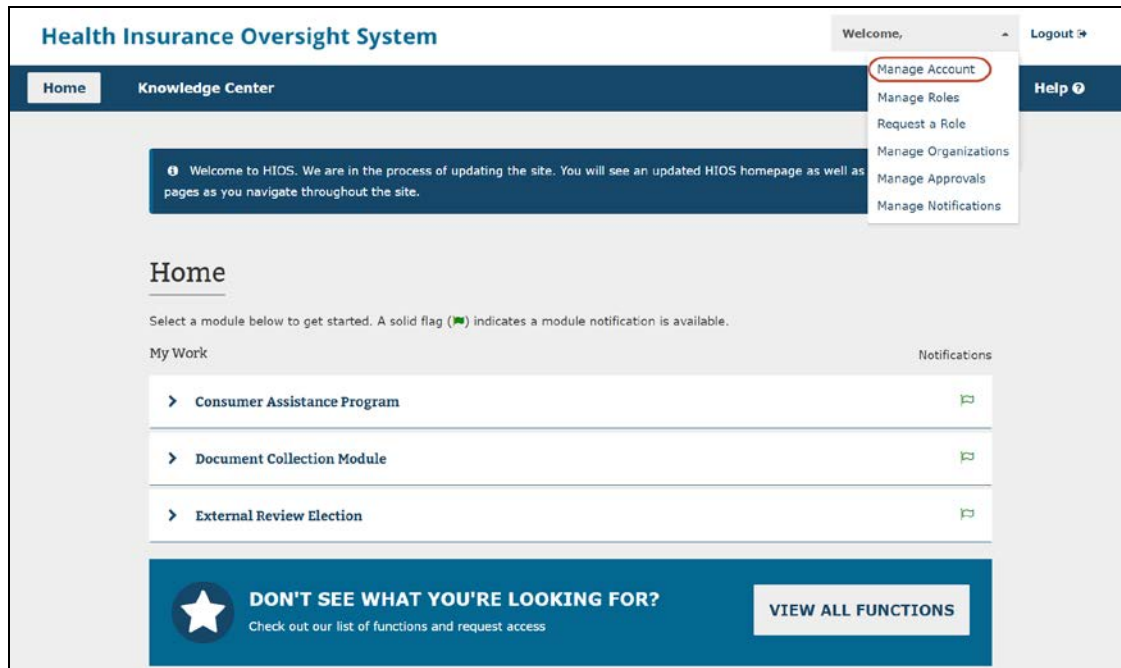 Health Insurance Oversight System
Welcome,
Logout
Home
Knowledge Center
Help
Manage Account
Manage Roles
Request a Role
Manage Organizations
Manage Approvals
Manage Notifications
Welcome to HIOS. We are in the process of updating the site. You will see an updated HIOS homepage as well as
pages as you navigate throughout the site.
Home
Select a module below to get started. A solid flag ( ) indicates a module notification is available.
My Work
Notifications
Consumer Assistance Program
Document Collection Module
External Review Election
DON'T SEE WHAT YOU'RE LOOKING FOR?
Check out our list of functions and request access
VIEW ALL FUNCTIONS